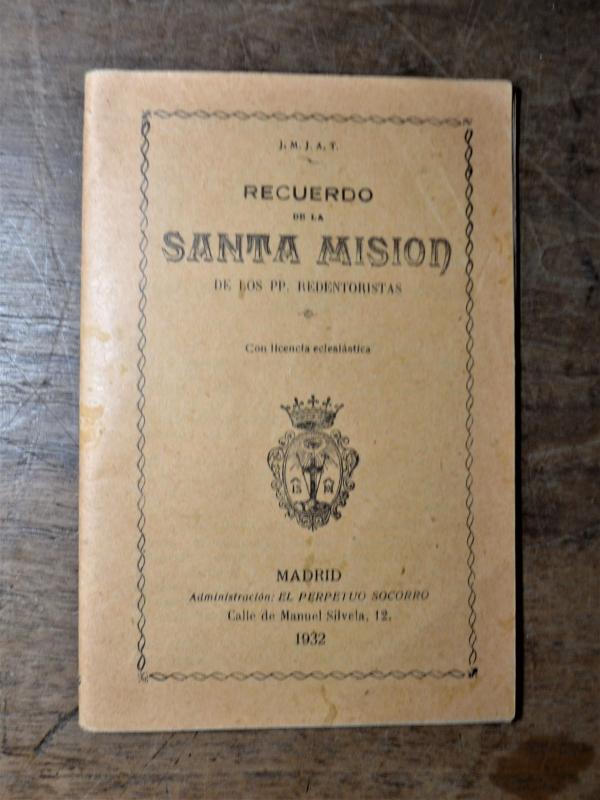 J. M. J. A. T.
RECUERDO
DE LA
SANTA MISION
DE LOS PP. REDENTORISTAS
Con licencia eclesiástica
MADRID
Administración: EL PERPETUO SOCORRO
Calle de Manuel Silvela, 12.
1932